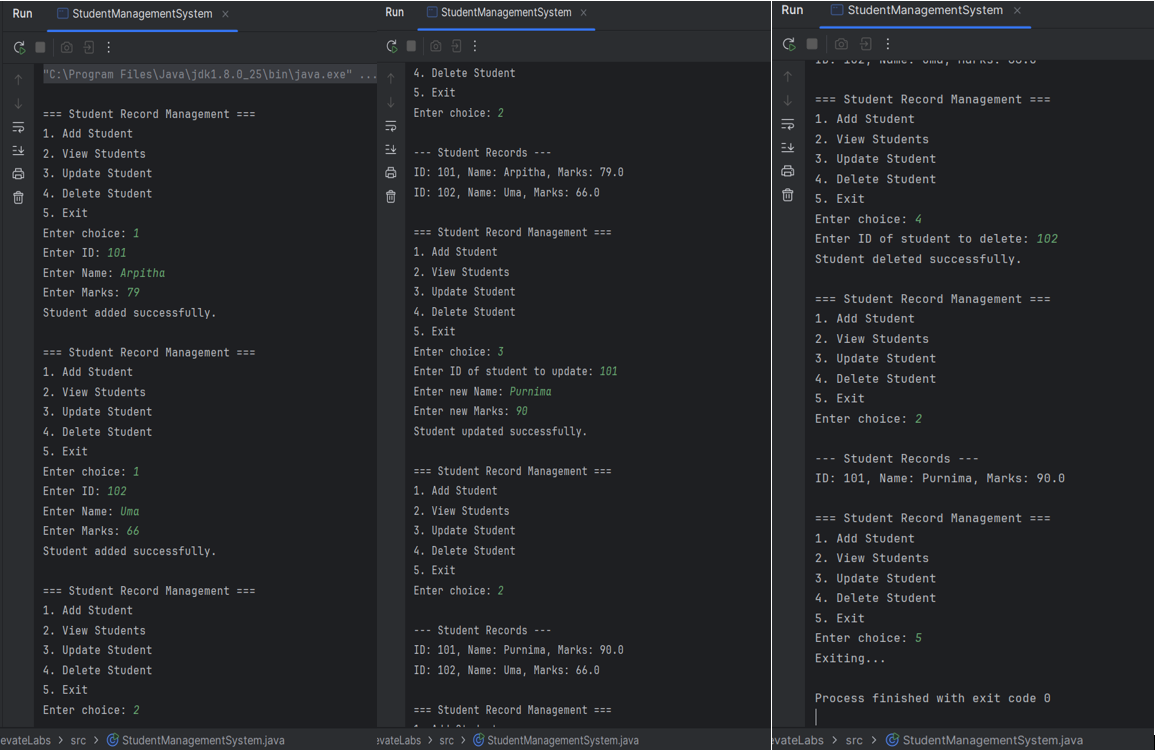 Run StudentManagementSystem ×
"C:\Program Files\Java\jdk1.8.0_25\bin\java.exe" ...
=== Student Record Management ===
1. Add Student
2. View Students
3. Update Student
4. Delete Student
5. Exit
Enter choice: 1
Enter ID: 101
Enter Name: Arpitha
Enter Marks: 79
Student added successfully.
=== Student Record Management ===
1. Add Student
2. View Students
3. Update Student
4. Delete Student
5. Exit
Enter choice: 1
Enter ID: 102
Enter Name: Uma
Enter Marks: 66
Student added successfully.
=== Student Record Management ===
1. Add Student
2. View Students
3. Update Student
4. Delete Student
5. Exit
Enter choice: 2
evateLabs > src > StudentManagementSystem.java
Run StudentManagementSystem ×
4. Delete Student
5. Exit
Enter choice: 2
--- Student Records ---
ID: 101, Name: Arpitha, Marks: 79.0
ID: 102, Name: Uma, Marks: 66.0
=== Student Record Management ===
1. Add Student
2. View Students
3. Update Student
4. Delete Student
5. Exit
Enter choice: 3
Enter ID of student to update: 101
Enter new Name: Purnima
Enter new Marks: 90
Student updated successfully.
=== Student Record Management ===
1. Add Student
2. View Students
3. Update Student
4. Delete Student
5. Exit
Enter choice: 2
--- Student Records ---
ID: 101, Name: Purnima, Marks: 90.0
ID: 102, Name: Uma, Marks: 66.0
=== Student Record Management ===
evateLabs > src > StudentManagementSystem.java
Run StudentManagementSystem ×
ID: 102, Name: Uma, Marks: 66.0
=== Student Record Management ===
1. Add Student
2. View Students
3. Update Student
4. Delete Student
5. Exit
Enter choice: 4
Enter ID of student to delete: 102
Student deleted successfully.
=== Student Record Management ===
1. Add Student
2. View Students
3. Update Student
4. Delete Student
5. Exit
Enter choice: 2
--- Student Records ---
ID: 101, Name: Purnima, Marks: 90.0
=== Student Record Management ===
1. Add Student
2. View Students
3. Update Student
4. Delete Student
5. Exit
Enter choice: 5
Exiting...
Process finished with exit code 0
evateLabs > src > StudentManagementSystem.java